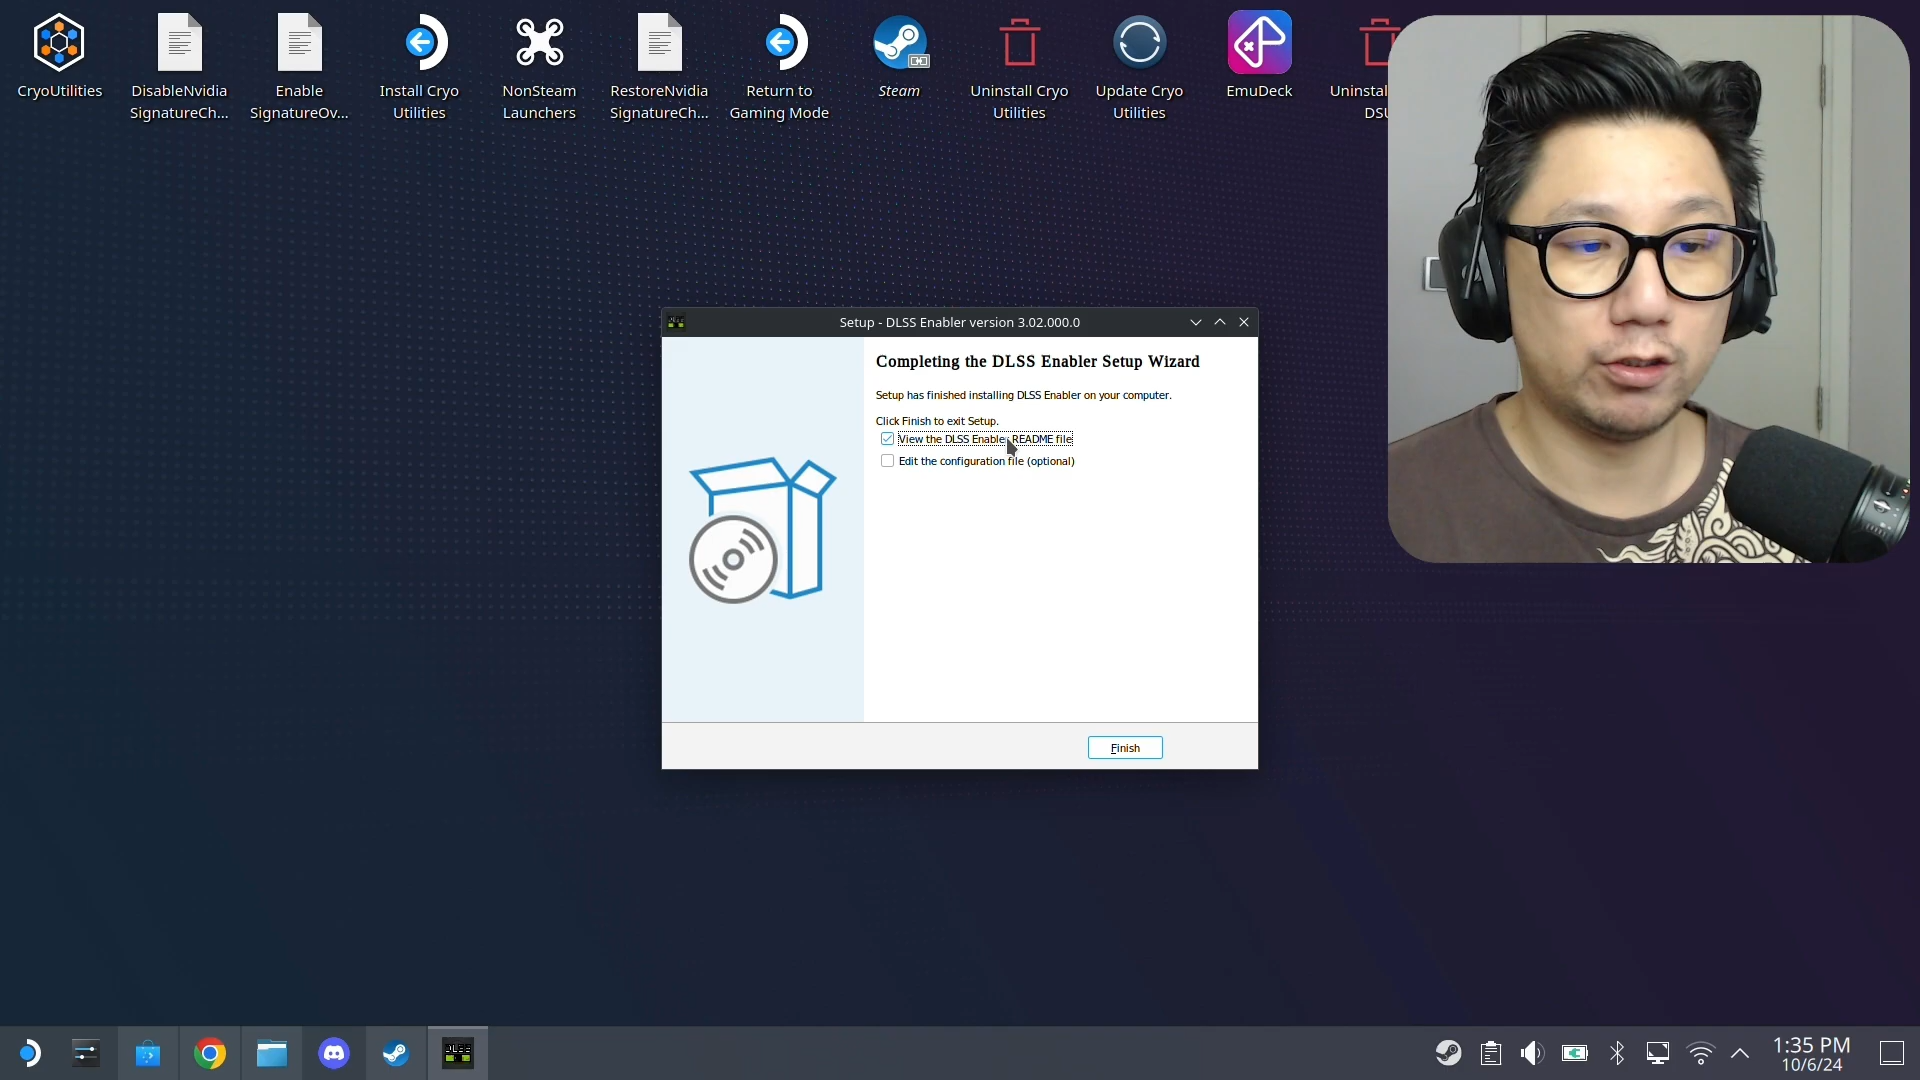 CryoUtilities
DisableNvidia
SignatureCh...
Enable
SignatureOv...
Install Cryo
Utilities
NonSteam
Launchers
RestoreNvidia
SignatureCh...
Return to
Gaming Mode
Steam
Uninstall Cryo
Utilities
Update Cryo
Utilities
EmuDeck
Setup - DLSS Enabler version 3.02.000.0
Completing the DLSS Enabler Setup Wizard
Setup has finished installing DLSS Enabler on your computer.
Click Finish to exit Setup.
View the DLSS Enabler README file
Edit the configuration file (optional)
Finish
DLSS
1:35 PM
10/6/24